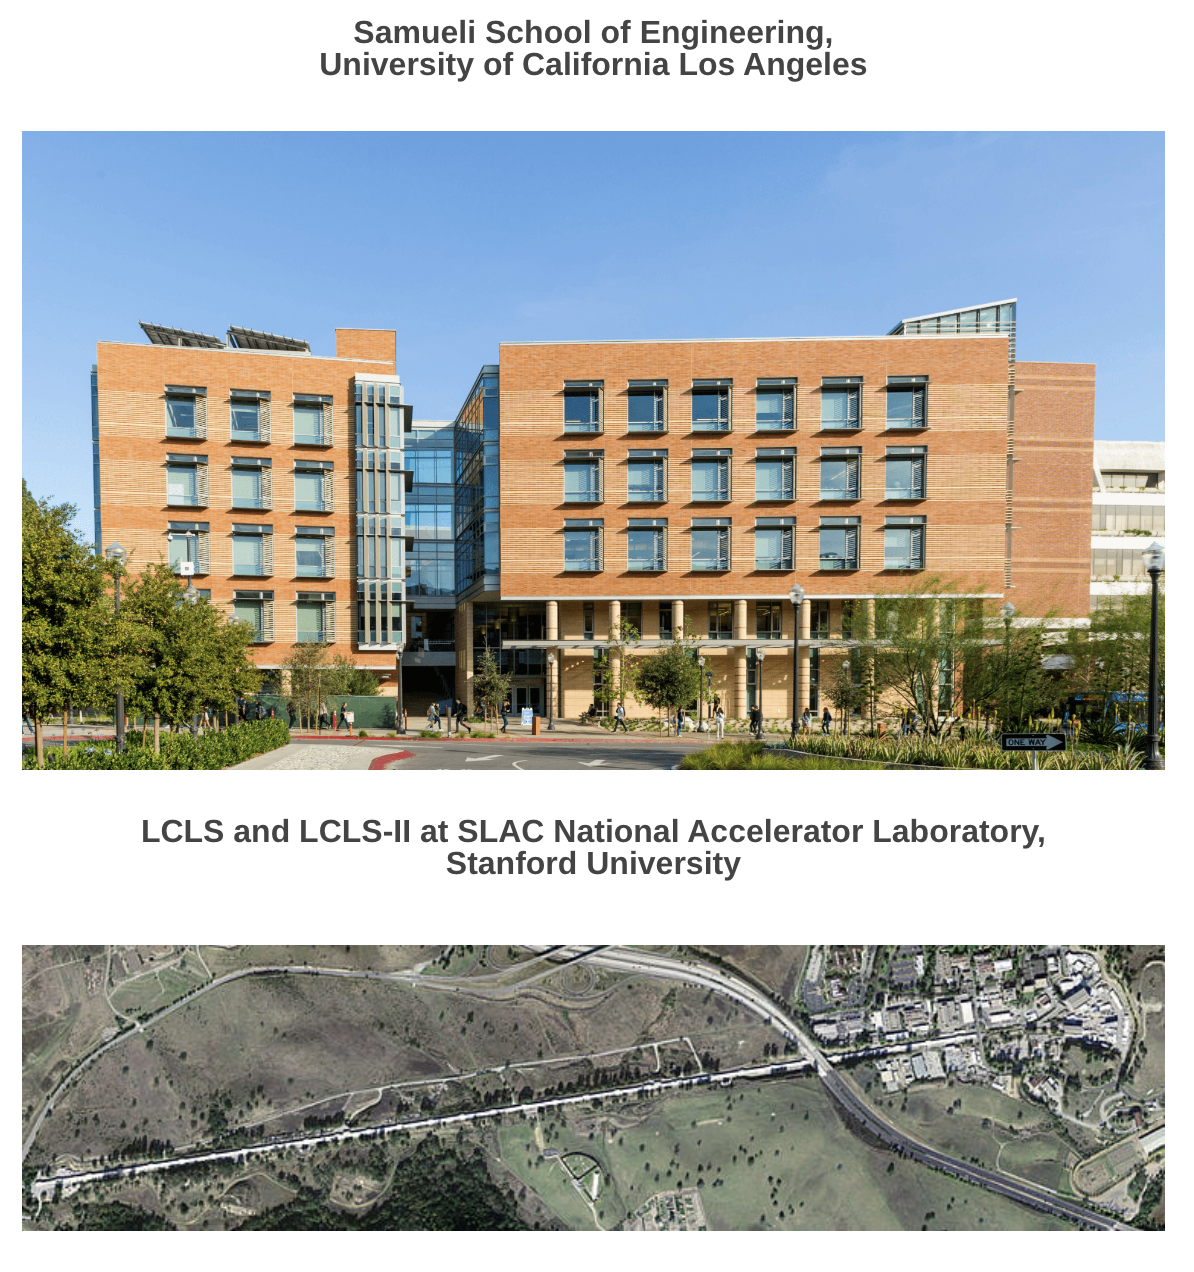 Samueli School of Engineering,
University of California Los Angeles
ONE WAY
LCLS and LCLS-II at SLAC National Accelerator Laboratory,
Stanford University